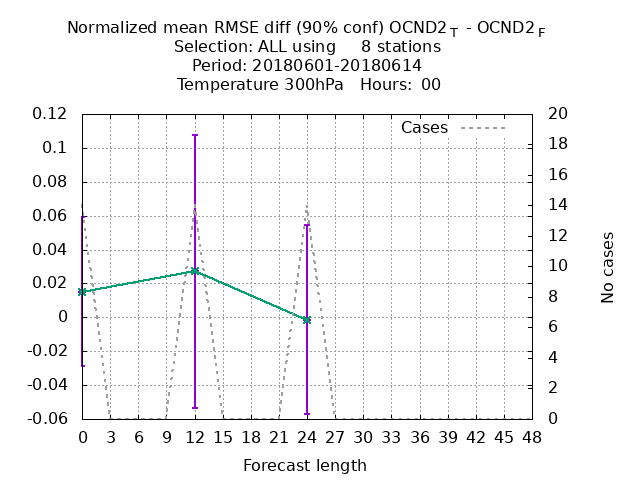 Normalized mean RMSE diff (90% conf) OCND2 T - OCND2 F
Selection: ALL using 8 stations
Period: 20180601-20180614
Temperature 300hPa Hours: 00
Cases
0.12
0.1
0.08
0.06
0.04
0.02
0
-0.02
-0.04
-0.06
20
18
16
14
12
10
8
6
4
2
0
No cases
0 3 6 9 12 15 18 21 24 27 30 33 36 39 42 45 48
Forecast length